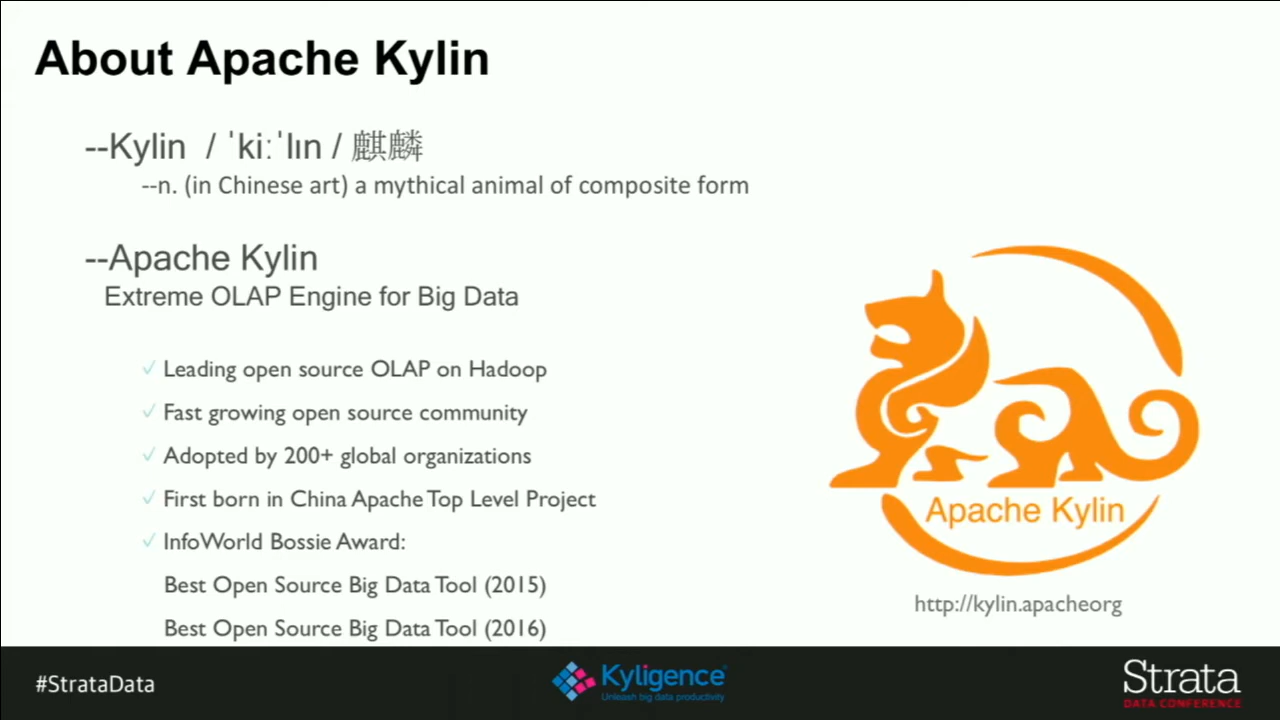 About Apache Kylin
--Kylin / ˈkiːˈlɪn / 麒麟
--n. (in Chinese art) a mythical animal of composite form
--Apache Kylin
Extreme OLAP Engine for Big Data
✓ Leading open source OLAP on Hadoop
✓ Fast growing open source community
✓ Adopted by 200+ global organizations
✓ First born in China Apache Top Level Project
✓ InfoWorld Bossie Award:
Best Open Source Big Data Tool (2015)
Best Open Source Big Data Tool (2016)
Apache Kylin
http://kylin.apacheorg
#StrataData
Kyligence
Unleash big data productivity
Strata
DATA CONFERENCE